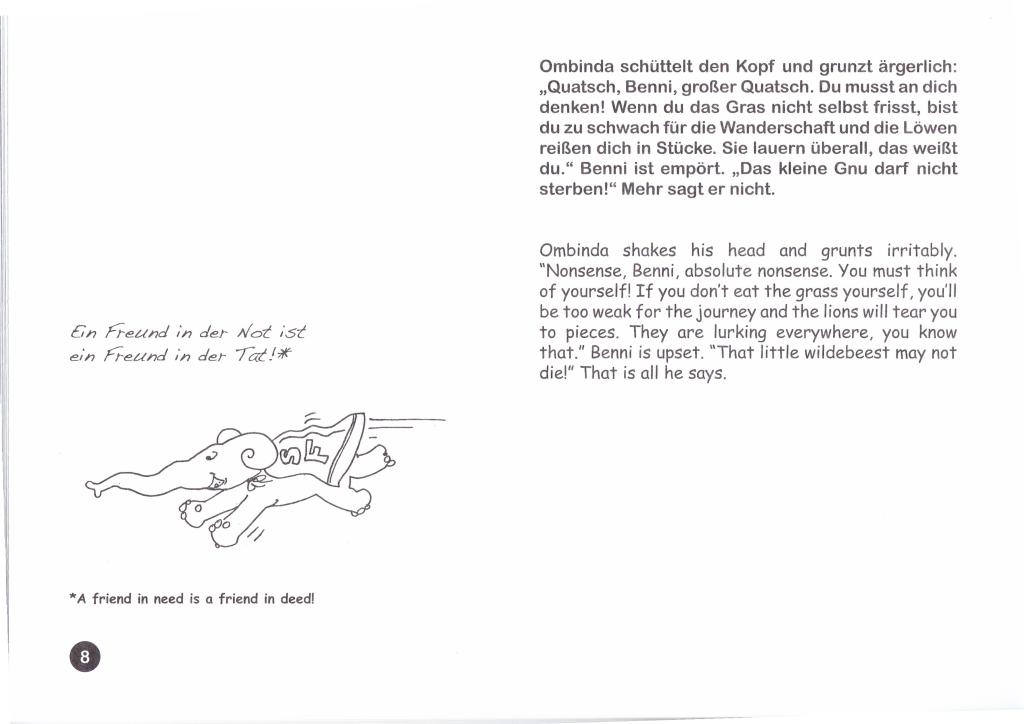 Ein Freund in der Not ist
ein Freund in der Tat!*
SF
*A friend in need is a friend in deed!
8
Ombinda schüttelt den Kopf und grunzt ärgerlich:
„Quatsch, Benni, großer Quatsch. Du musst an dich
denken! Wenn du das Gras nicht selbst frisst, bist
du zu schwach für die Wanderschaft und die Löwen
reißen dich in Stücke. Sie lauern überall, das weißt
du.“ Benni ist empört. „Das kleine Gnu darf nicht
sterben!“ Mehr sagt er nicht.
Ombinda shakes his head and grunts irritably.
“Nonsense, Benni, absolute nonsense. You must think
of yourself! If you don’t eat the grass yourself, you’ll
be too weak for the journey and the lions will tear you
to pieces. They are lurking everywhere, you know
that.” Benni is upset. “That little wildebeest may not
die!” That is all he says.